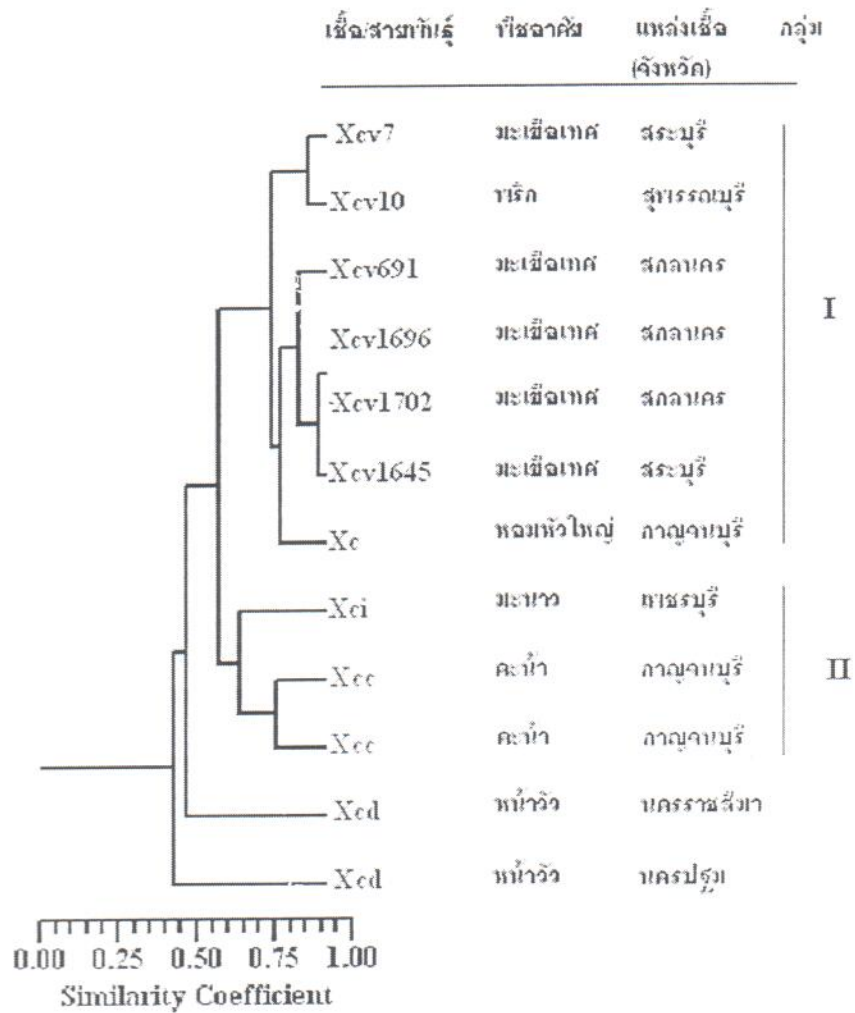 เชื้อ/สายพันธุ์ พืชอาศัย แหล่งเชื้อ กลุ่ม
(จังหวัด)
Xcv7 มะเขือเทศ สระบุรี
Xcv10 พริก สุพรรณบุรี
Xcv691 มะเขือเทศ สกลนคร
I
Xcv1696 มะเขือเทศ สกลนคร
Xcv1702 มะเขือเทศ สกลนคร
Xcv1645 มะเขือเทศ สระบุรี
Xc หอมหัวใหญ่ กาญจนบุรี
Xci มะนาว เพชรบุรี
Xcc คะน้า กาญจนบุรี II
Xcc คะน้า กาญจนบุรี
Xcd หน้าวัว นครราชสีมา
Xcd หน้าวัว นครปฐม
0.00 0.25 0.50 0.75 1.00
Similarity Coefficient